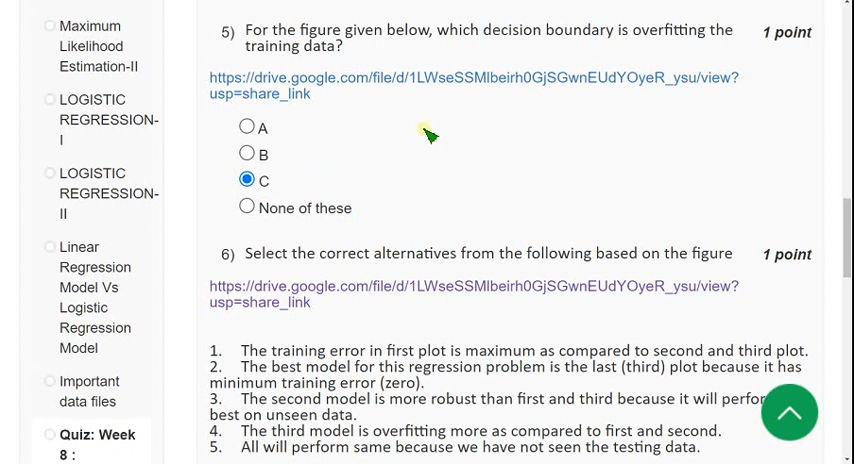 Maximum
Likelihood
Estimation-II
LOGISTIC
REGRESSION-
I
LOGISTIC
REGRESSION-
II
Linear
Regression
Model Vs
Logistic
Regression
Model
Important
data files
Quiz: Week
8 :
5) For the figure given below, which decision boundary is overfitting the
training data?
1 point
https://drive.google.com/file/d/1LWseSSMlbeirh0GjSGwnEUdYOyeR_ysu/view?
usp=share_link
A
B
C
None of these
6) Select the correct alternatives from the following based on the figure
1 point
https://drive.google.com/file/d/1LWseSSMlbeirh0GjSGwnEUdYOyeR_ysu/view?
usp=share_link
1. The training error in first plot is maximum as compared to second and third plot.
2. The best model for this regression problem is the last (third) plot because it has
minimum training error (zero).
3. The second model is more robust than first and third because it will perfor
best on unseen data.
4. The third model is overfitting more as compared to first and second.
5. All will perform same because we have not seen the testing data.